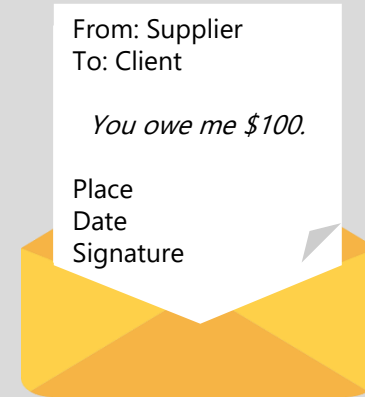 From: Supplier
To: Client
You owe me $100.
Place
Date
Signature